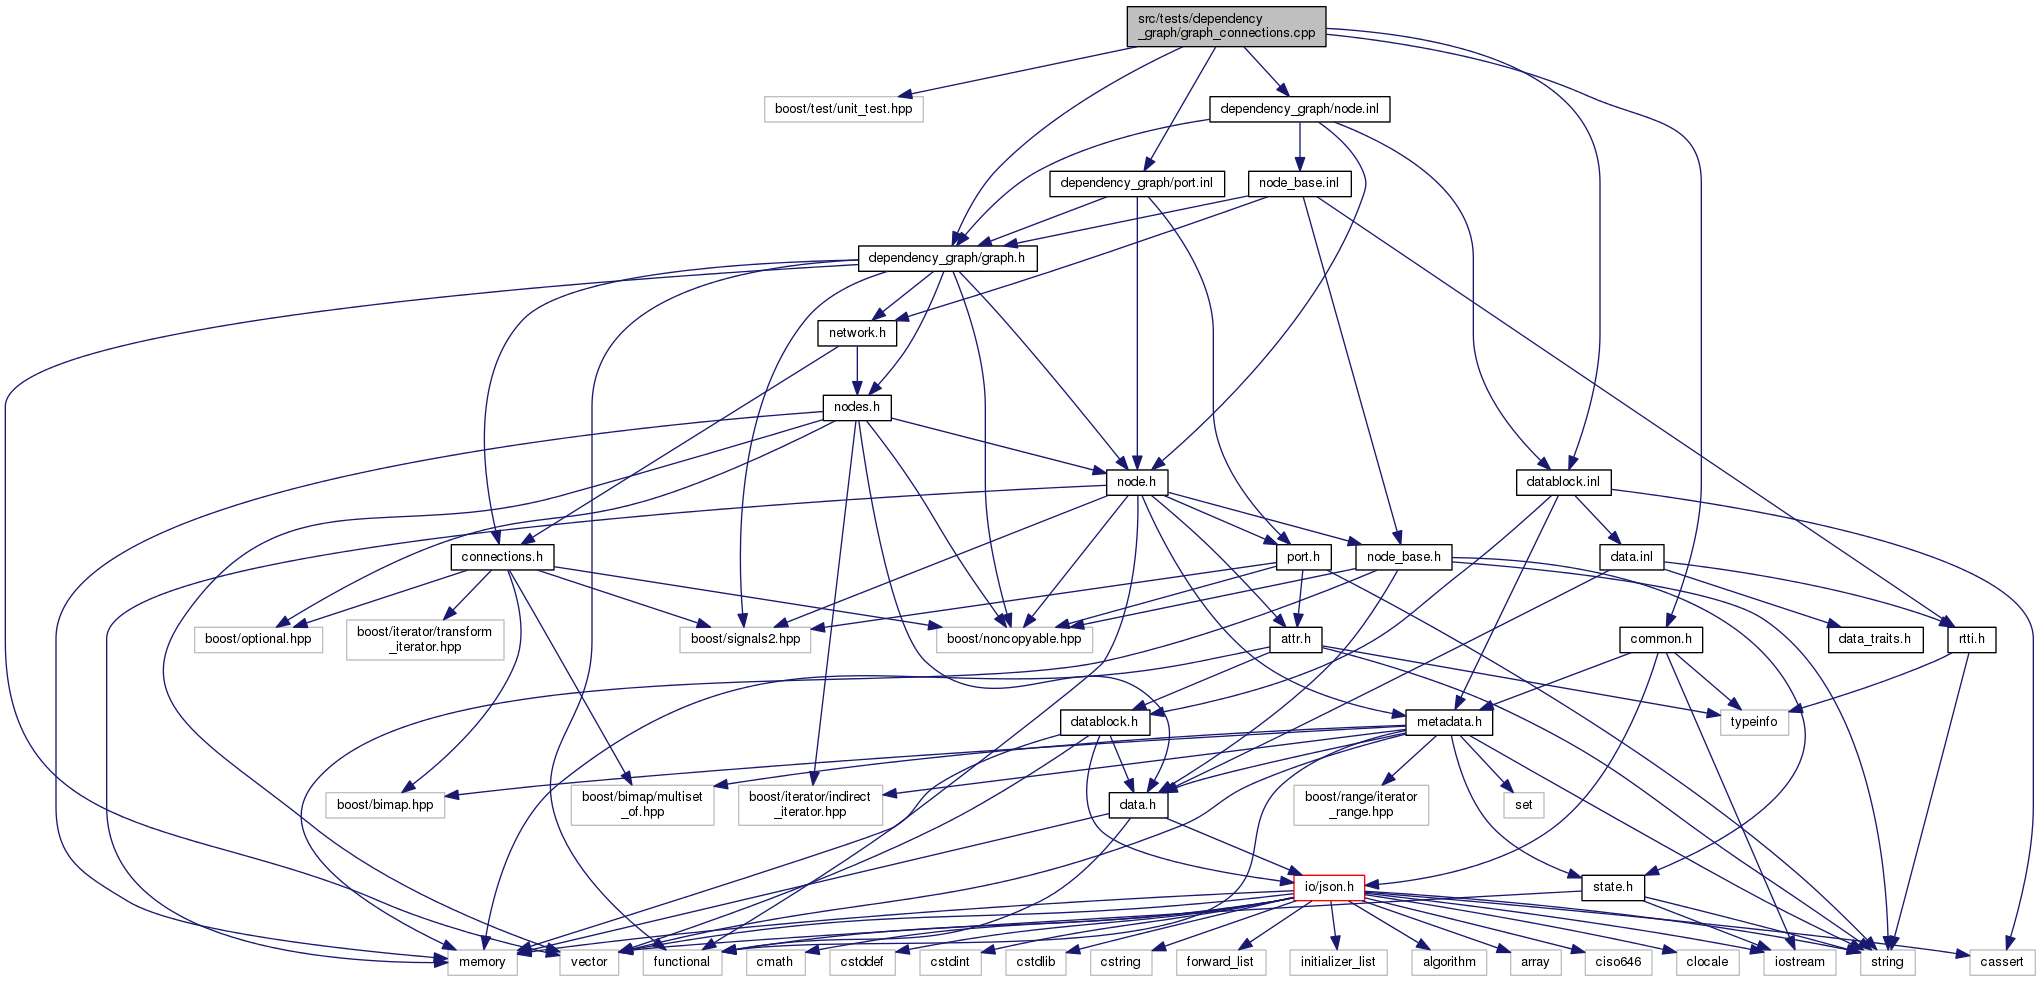 src/tests/dependency
_graph/graph_connections.cpp
boost/test/unit_test.hpp
dependency_graph/node.inl
dependency_graph/port.inl
node_base.inl
dependency_graph/graph.h
network.h
nodes.h
node.h
datablock.inl
connections.h
port.h
node_base.h
data.inl
boost/optional.hpp
boost/iterator/transform
_iterator.hpp
boost/signals2.hpp
boost/noncopyable.hpp
attr.h
common.h
data_traits.h
rtti.h
datablock.h
metadata.h
typeinfo
boost/bimap.hpp
boost/bimap/multiset
_of.hpp
boost/iterator/indirect
_iterator.hpp
data.h
boost/range/iterator
_range.hpp
set
io/json.h
state.h
memory
vector
functional
cmath
cstddef
cstdint
cstdlib
cstring
forward_list
initializer_list
algorithm
array
ciso646
clocale
iostream
string
cassert